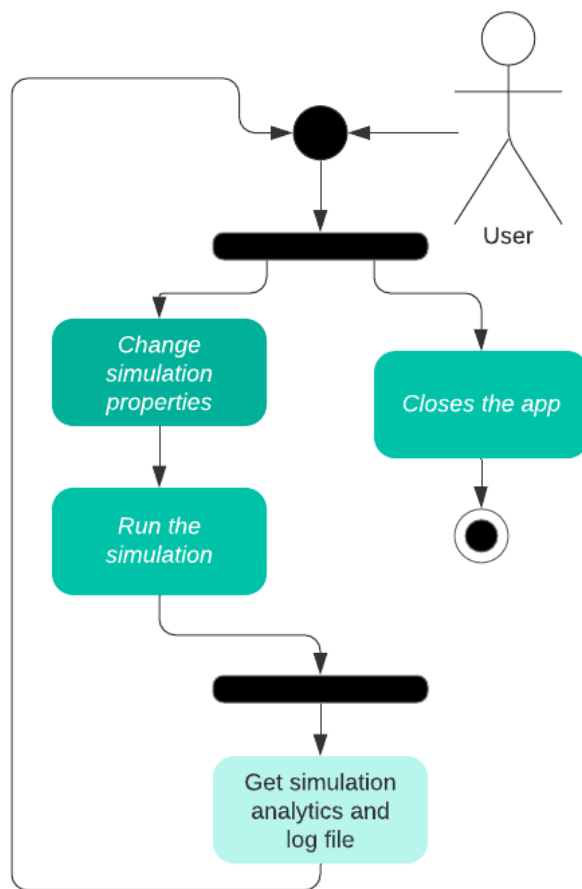 User
Change
simulation
properties
Closes the app
Run the
simulation
Get simulation
analytics and
log file